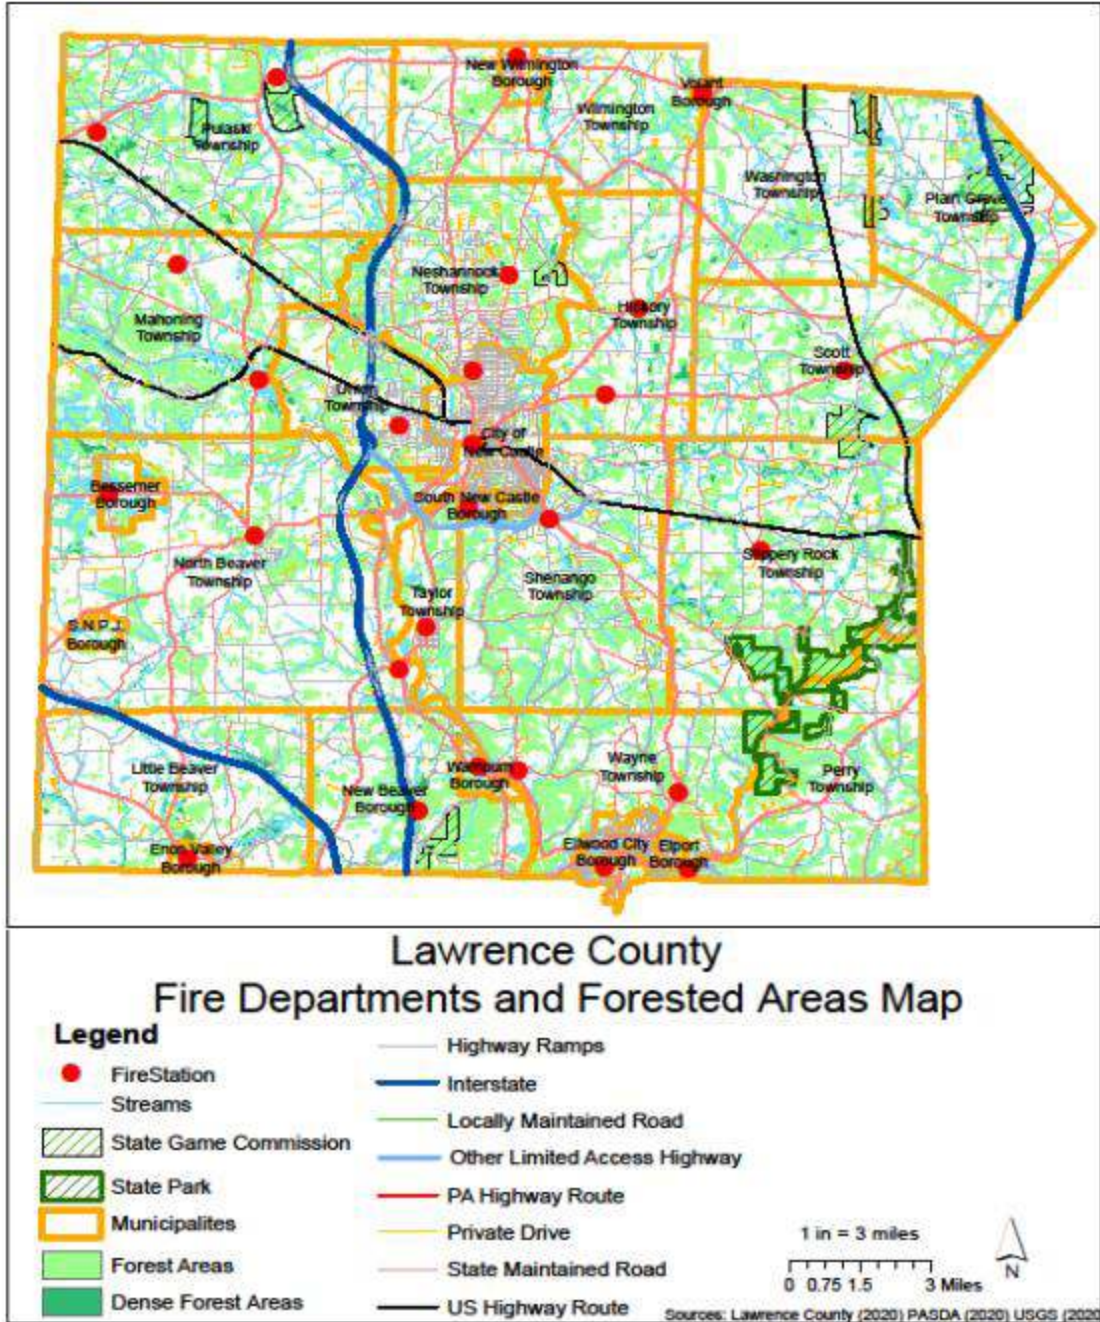 New Wilmington
Borough
Volant
Borough
Wilmington
Township
Pulaski
Township
Washington
Township
Plain Grove
Township
Neshannock
Township
Hickory
Township
Mahoning
Township
Scott
Township
Union
Township
City of
New Castle
Bessemer
Borough
South New Castle
Borough
North Beaver
Township
Slippery Rock
Township
Shenango
Township
Taylor
Township
S.N.P.J.
Borough
Little Beaver
Township
New Beaver
Borough
Wampum
Borough
Wayne
Township
Perry
Township
Enon Valley
Borough
Ellwood City
Borough
Elport
Borough
Lawrence County
Fire Departments and Forested Areas Map
Legend
FireStation
Streams
State Game Commission
State Park
Municipalites
Forest Areas
Dense Forest Areas
Highway Ramps
Interstate
Locally Maintained Road
Other Limited Access Highway
PA Highway Route
Private Drive
State Maintained Road
US Highway Route
1 in = 3 miles
0 0.75 1.5 3 Miles
N
Sources: Lawrence County (2020) PASDA (2020) USGS (2020